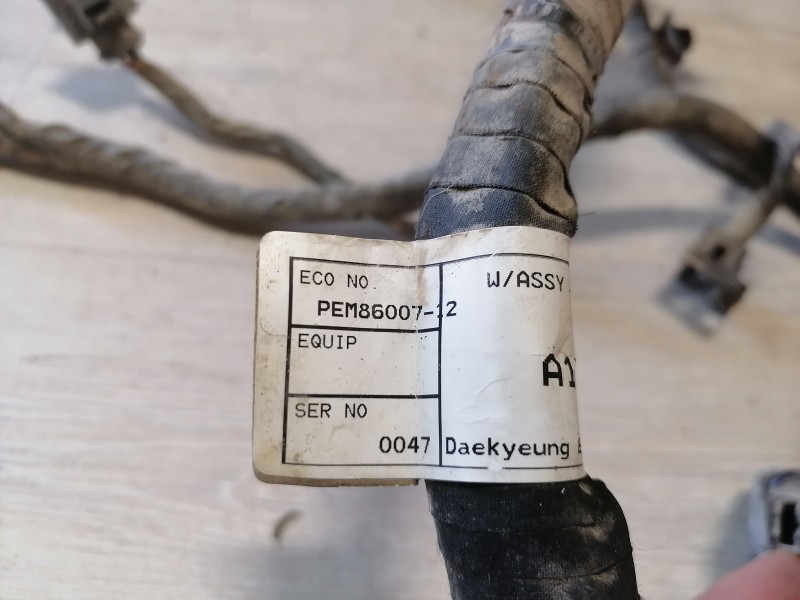 ECO NO.
PEM86007-12
EQUIP
SER NO
0047
W/ASSY
Daekyeung